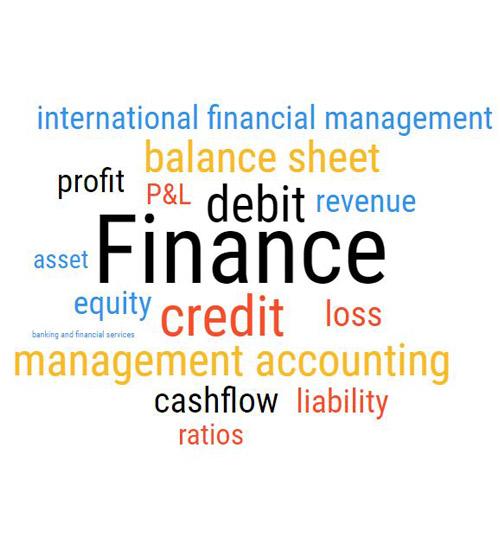 international financial management
balance sheet
profit P&L debit revenue
Finance
asset
equity credit loss
banking and financial services
management accounting
cashflow liability
ratios